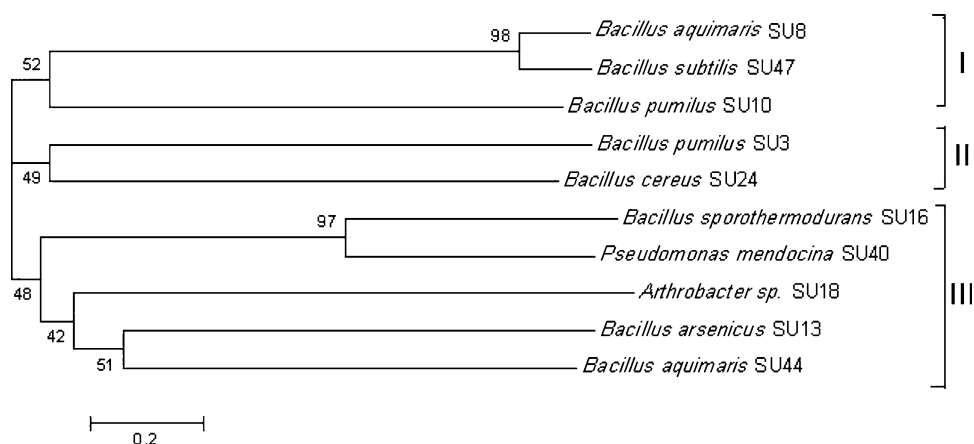 98
Bacillus aquimaris SU8
Bacillus subtilis SU47
52
Bacillus pumilus SU10
I
Bacillus pumilus SU3
49
Bacillus cereus SU24
II
97
Bacillus sporothermodurans SU16
Pseudomonas mendocina SU40
48
Arthrobacter sp. SU18
III
42
Bacillus arsenicus SU13
51
Bacillus aquimaris SU44
0.2